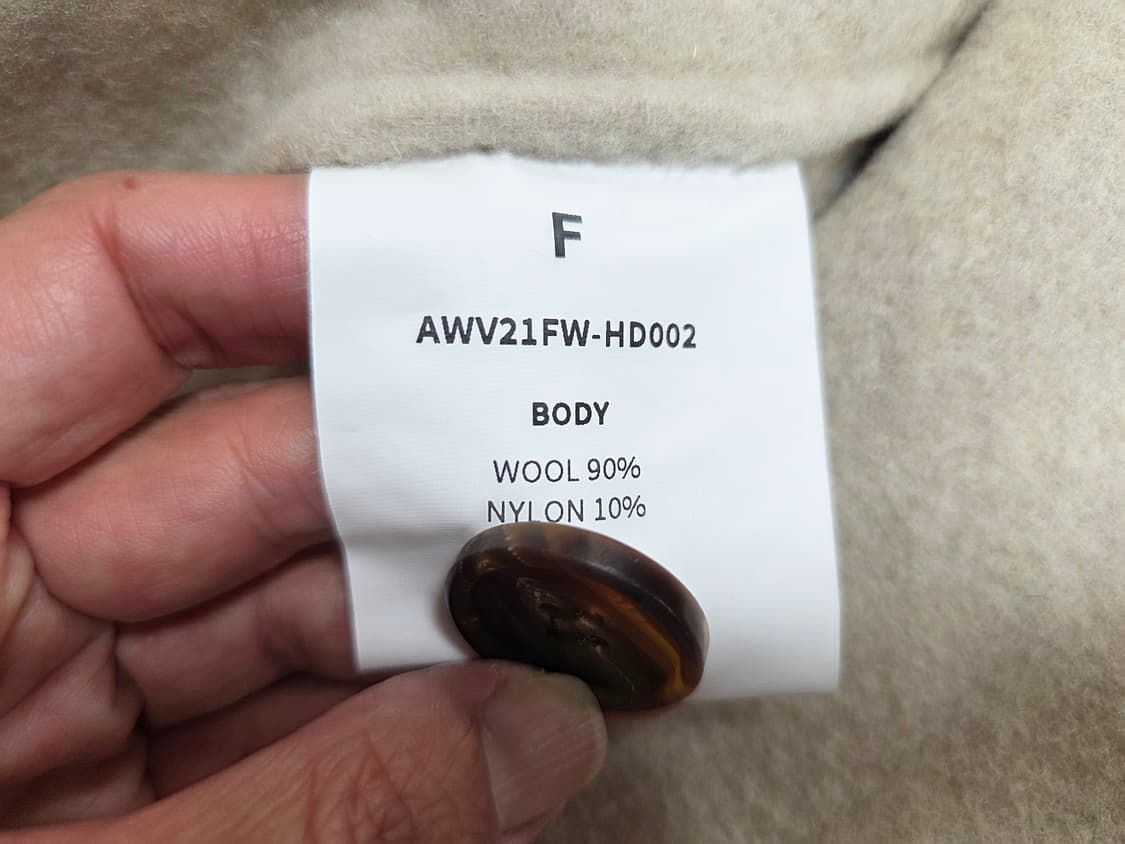 F
AWV21FW-HD002
BODY
WOOL 90%
NYLON 10%